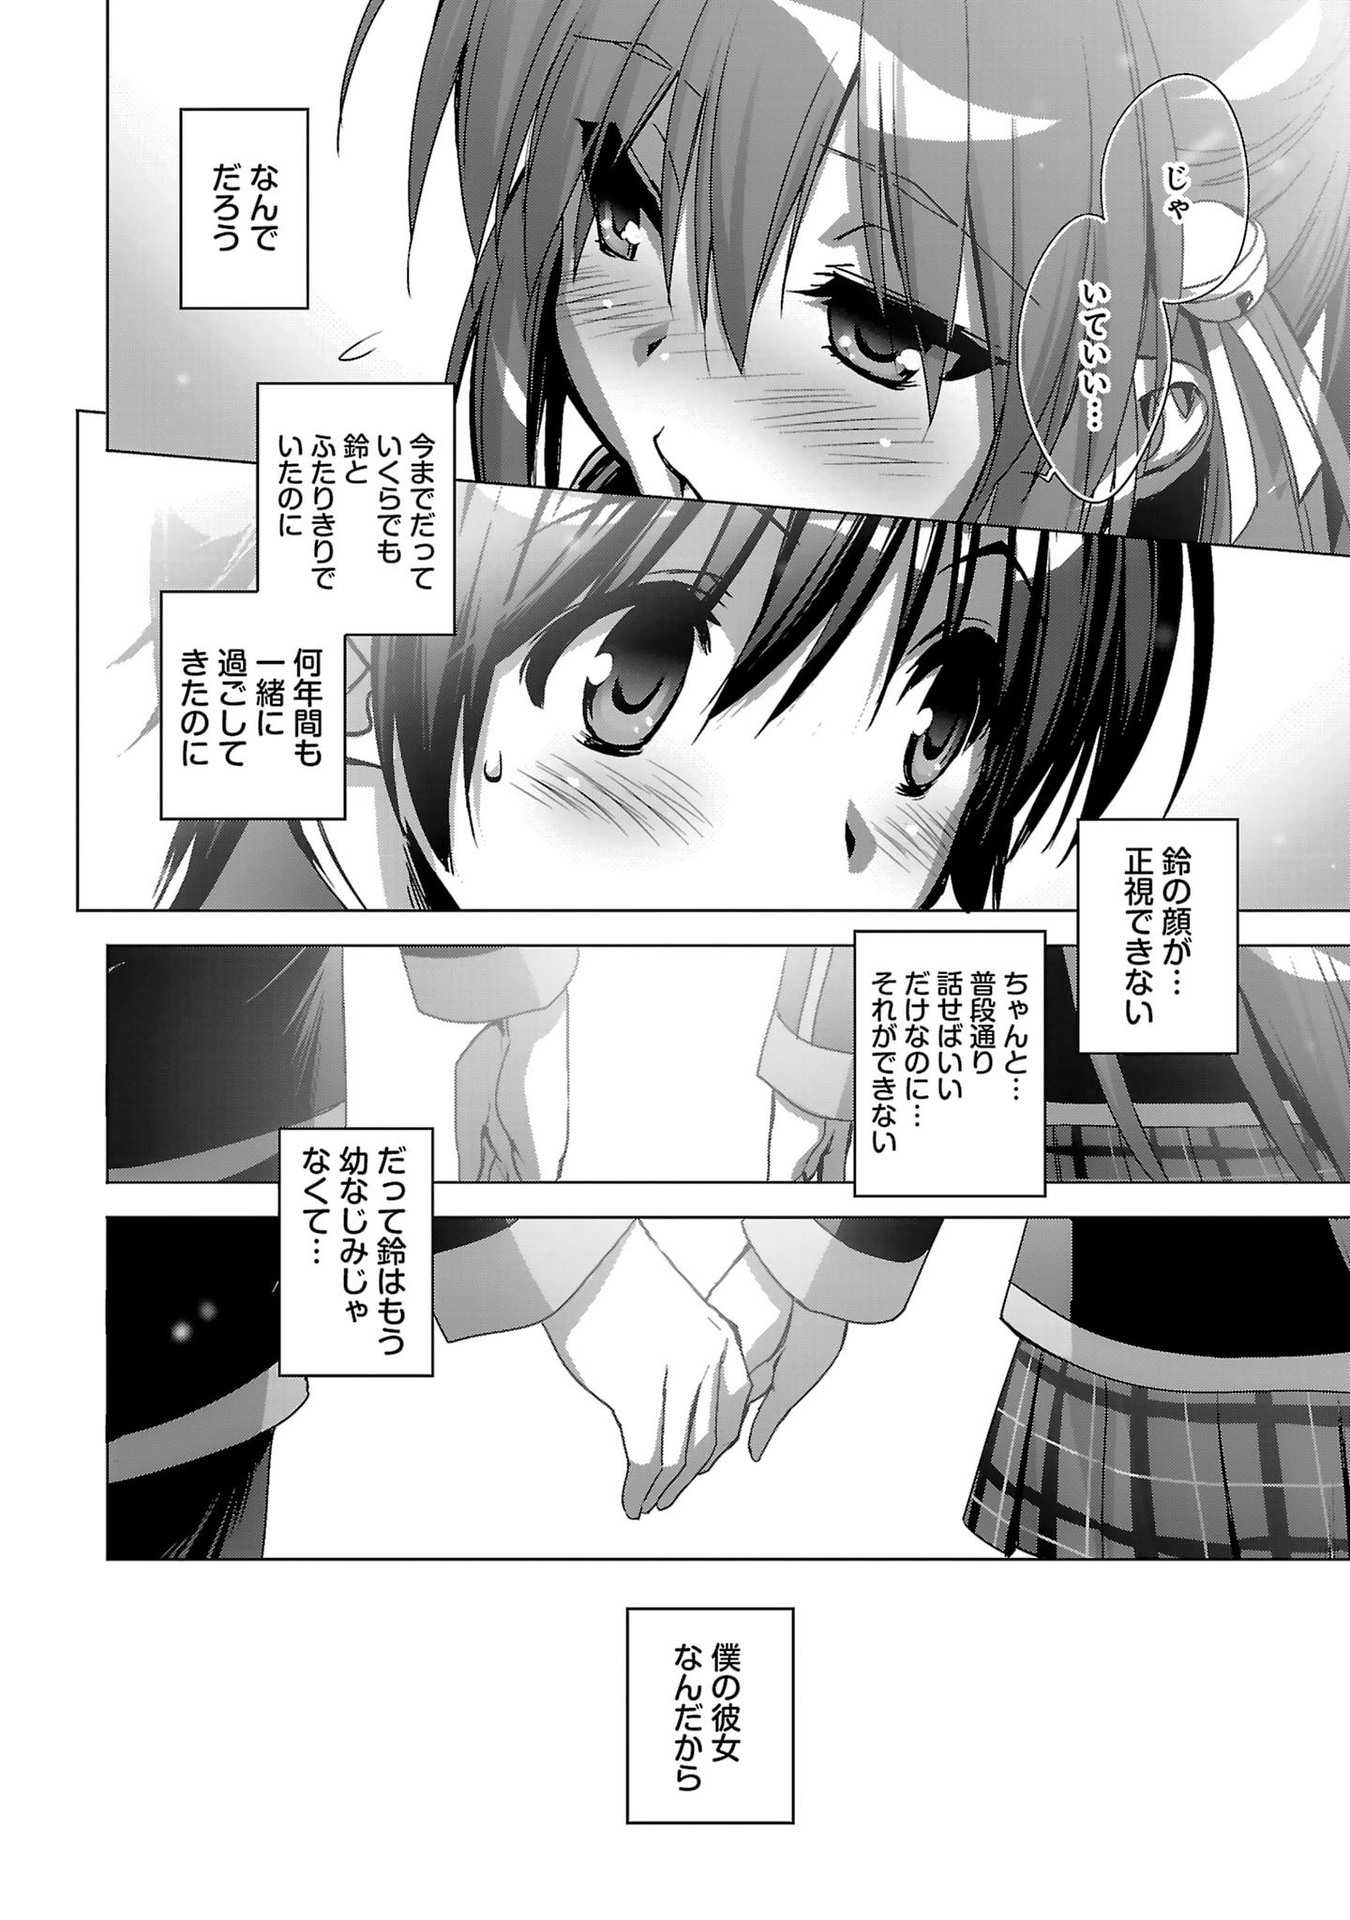 じゃ
いていい…
なんで
だろう
今までだって
いくらでも
鈴と
ふたりきりで
いたのに
何年間も
一緒に
過ごして
きたのに
鈴の顔が…
正視できない
ちゃんと…
普段通り
話せばいい
だけなのに…
それができない
だって鈴はもう
幼なじみじゃ
なくて…
僕の彼女
なんだから